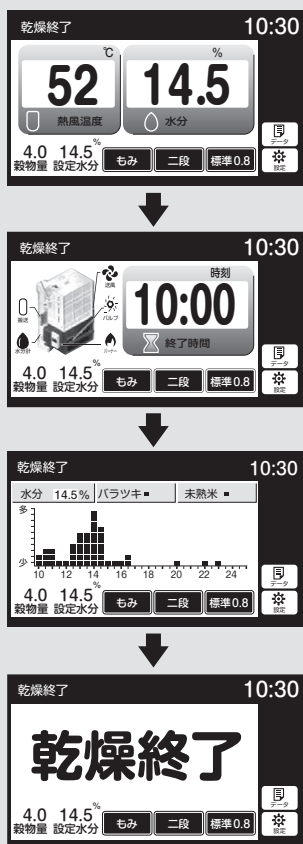 乾燥終了 10:30
℃ %
52 14.5
熱風温度 水分
データ
4.0 14.5% もみ 二段 標準0.8
穀物量 設定水分
設定
乾燥終了 10:30
送風
時刻
搬送 バルブ 10:00
水分計 バーナー 終了時間
データ
4.0 14.5% もみ 二段 標準0.8
穀物量 設定水分
設定
乾燥終了 10:30
水分 14.5% バラツキ 未熟米
多
少
10 12 14 16 18 20 22 24
データ
4.0 14.5% もみ 二段 標準0.8
穀物量 設定水分
設定
乾燥終了 10:30
乾燥終了
データ
4.0 14.5% もみ 二段 標準0.8
穀物量 設定水分
設定